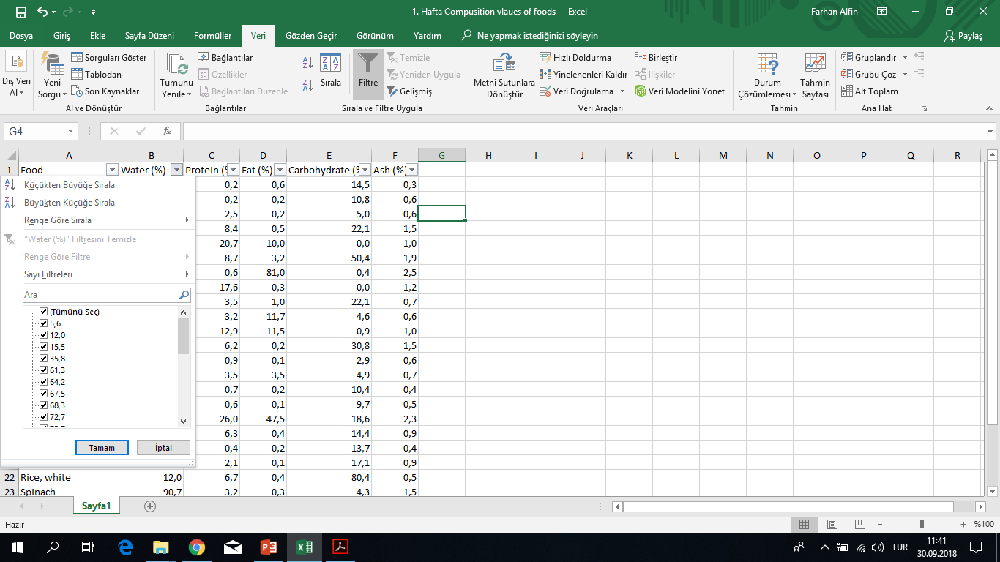 1. Hafta Compusition vlaues of foods - Excel
Farhan Alfin
Dosya Giriş Ekle Sayfa Düzeni Formüller Veri Gözden Geçir Görünüm Yardım Ne yapmak istediğinizi söyleyin Paylaş
Dış Veri Al
Yeni Sorgu
Sorguları Göster
Tablodan
Son Kaynaklar
Al ve Dönüştür
Tümünü Yenile
Bağlantılar
Özellikler
Bağlantıları Düzenle
Bağlantılar
Sırala
Filtre
Temizle
Yeniden Uygula
Gelişmiş
Sırala ve Filtre Uygula
Metni Sütunlara Dönüştür
Hızlı Doldurma
Yinelenenleri Kaldır
Veri Doğrulama
Birleştir
İlişkiler
Veri Modelini Yönet
Veri Araçları
Durum Çözümlemesi
Tahmin Sayfası
Tahmin
Gruplandır
Grubu Çöz
Alt Toplam
Ana Hat
G4
fx
A B C D E F G H I J K L M N O P Q R
1 Food Water (%) Protein (% Fat (%) Carbohydrate (% Ash (%)
Küçükten Büyüğe Sırala
Büyükten Küçüğe Sırala
Renge Göre Sırala
"Water (%)" Filtresini Temizle
Renge Göre Filtre
Sayı Filtreleri
Ara
(Tümünü Seç)
5,6
12,0
15,5
35,8
61,3
64,2
67,5
68,3
72,7
Tamam İptal
0,2 0,6 14,5 0,3
0,2 0,2 10,8 0,6
2,5 0,2 5,0 0,6
8,4 0,5 22,1 1,5
20,7 10,0 0,0 1,0
8,7 3,2 50,4 1,9
0,6 81,0 0,4 2,5
17,6 0,3 0,0 1,2
3,5 1,0 22,1 0,7
3,2 11,7 4,6 0,6
12,9 11,5 0,9 1,0
6,2 0,2 30,8 1,5
0,9 0,1 2,9 0,6
3,5 3,5 4,9 0,7
0,7 0,2 10,4 0,4
0,6 0,1 9,7 0,5
26,0 47,5 18,6 2,3
6,3 0,4 14,4 0,9
0,4 0,2 13,7 0,4
2,1 0,1 17,1 0,9
22 Rice, white 12,0 6,7 0,4 80,4 0,5
23 Spinach 90,7 3,2 0,3 4,3 1,5
Sayfa1
Hazır
%100
TUR
11:41
30.09.2018